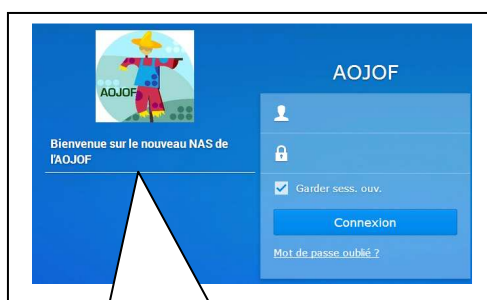 AOJOF
Bienvenue sur le nouveau NAS de
l'AOJOF
AOJOF
Garder sess. ouv.
Connexion
Mot de passe oublié ?